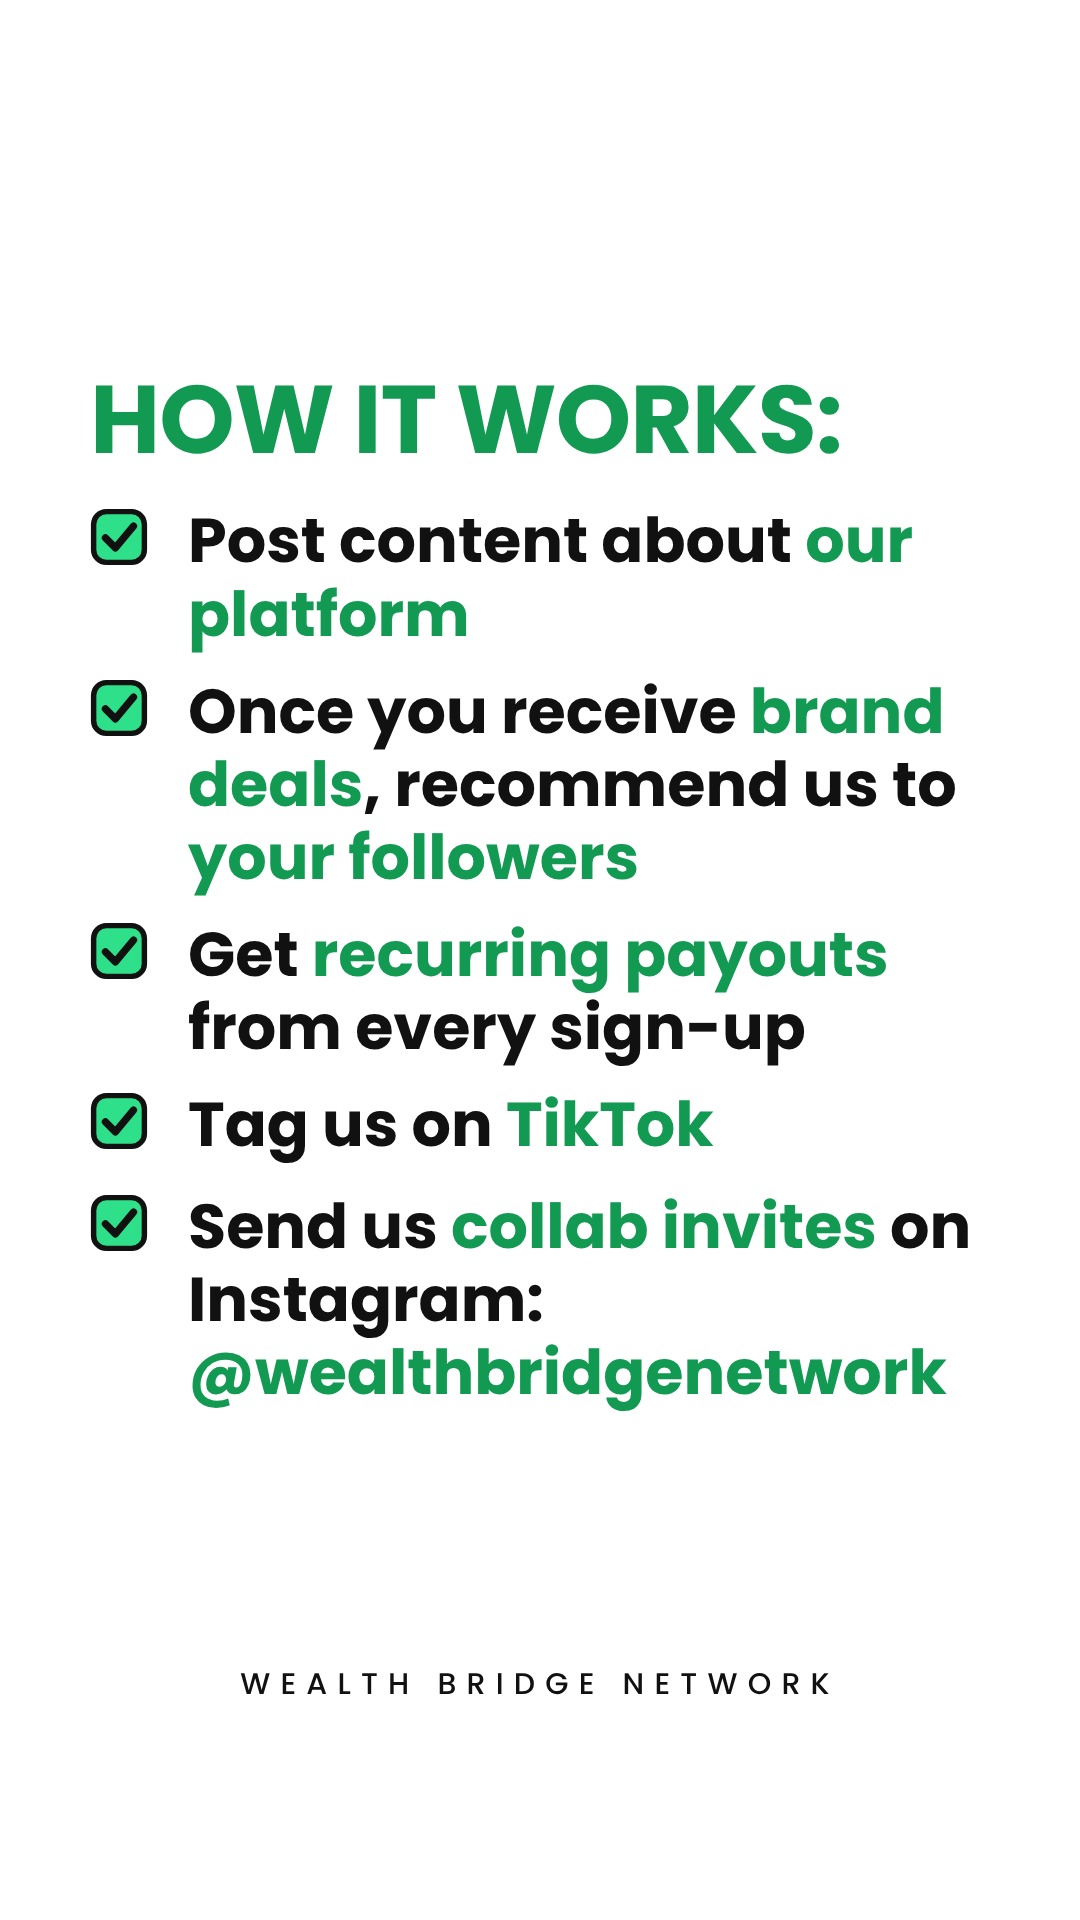 HOW IT WORKS:
Post content about our
platform
Once you receive brand
deals, recommend us to
your followers
Get recurring payouts
from every sign-up
Tag us on TikTok
Send us collab invites on
Instagram:
@wealthbridgenetwork
WEALTH BRIDGE NETWORK